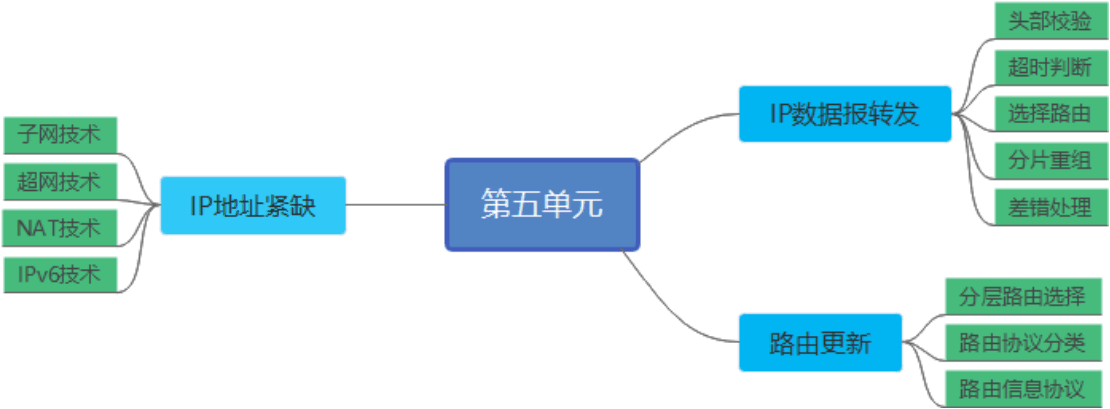 第五单元
IP数据报转发
头部校验
超时判断
选择路由
分片重组
差错处理
路由更新
分层路由选择
路由协议分类
路由信息协议
IP地址紧缺
子网技术
超网技术
NAT技术
IPv6技术